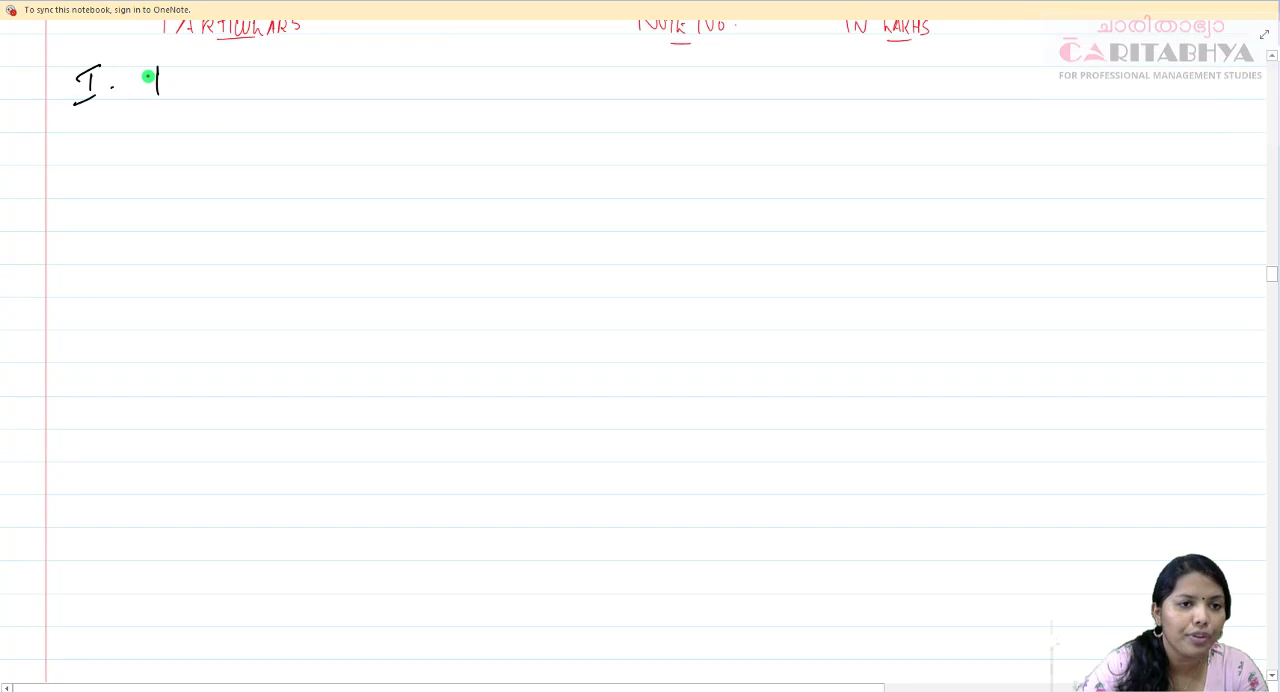 To sync this notebook, sign in to OneNote.
PARTICULARS NOTE NO. IN LAKHS
ചാരിതാഭ്യാ
CARITABHYA
FOR PROFESSIONAL MANAGEMENT STUDIES
I.